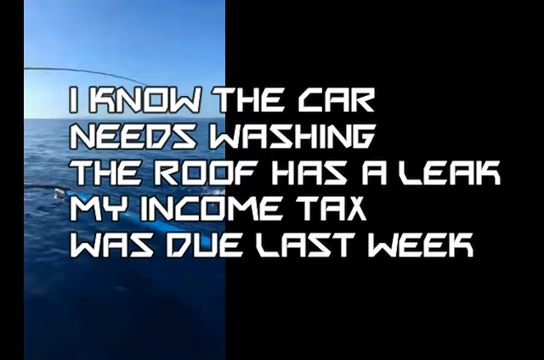 I KNOW THE CAR
NEEDS WASHING
THE ROOF HAS A LEAK
MY INCOME TAX
WAS DUE LAST WEEK